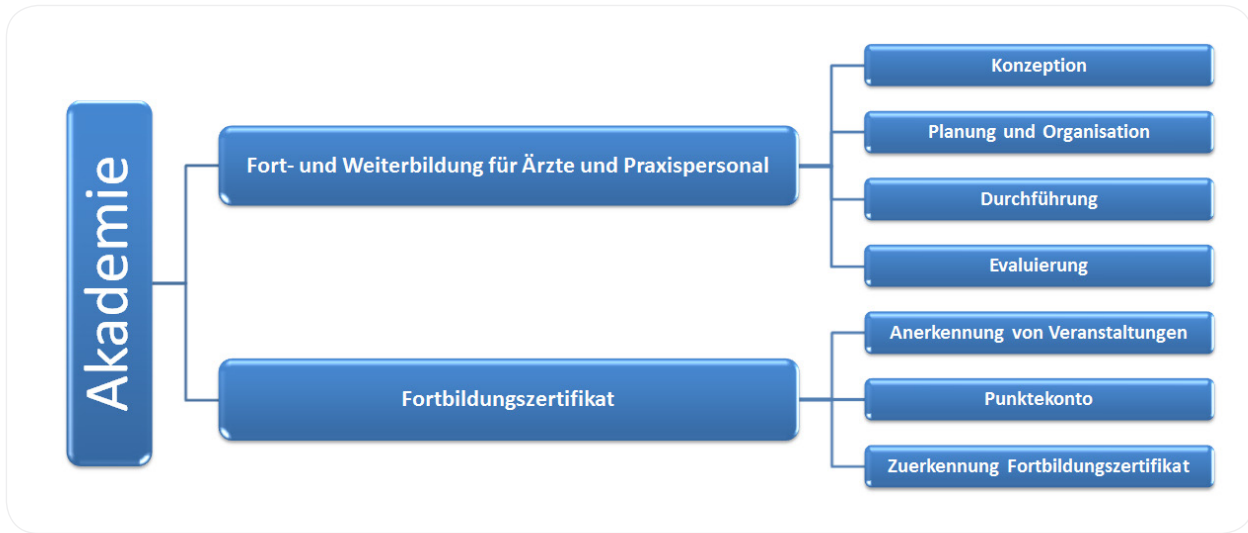 Akademie
Fort- und Weiterbildung für Ärzte und Praxispersonal
Konzeption
Planung und Organisation
Durchführung
Evaluierung
Fortbildungszertifikat
Anerkennung von Veranstaltungen
Punktekonto
Zuerkennung Fortbildungszertifikat